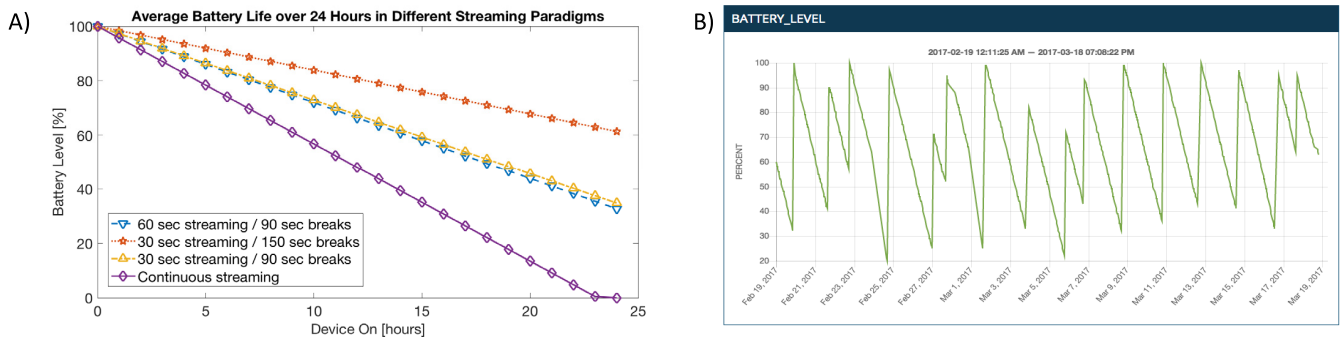 A)
Average Battery Life over 24 Hours in Different Streaming Paradigms
100
80
60
40
20
0
Battery Level [%]
60 sec streaming / 90 sec breaks
30 sec streaming / 150 sec breaks
30 sec streaming / 90 sec breaks
Continuous streaming
0 5 10 15 20 25
Device On [hours]
B)
BATTERY_LEVEL
2017-02-19 12:11:25 AM — 2017-03-18 07:08:22 PM
100
90
80
70
60
50
40
30
20
PERCENT
Feb 19, 2017
Feb 21, 2017
Feb 23, 2017
Feb 25, 2017
Feb 27, 2017
Mar 1, 2017
Mar 3, 2017
Mar 5, 2017
Mar 7, 2017
Mar 9, 2017
Mar 11, 2017
Mar 13, 2017
Mar 15, 2017
Mar 17, 2017
Mar 19, 2017